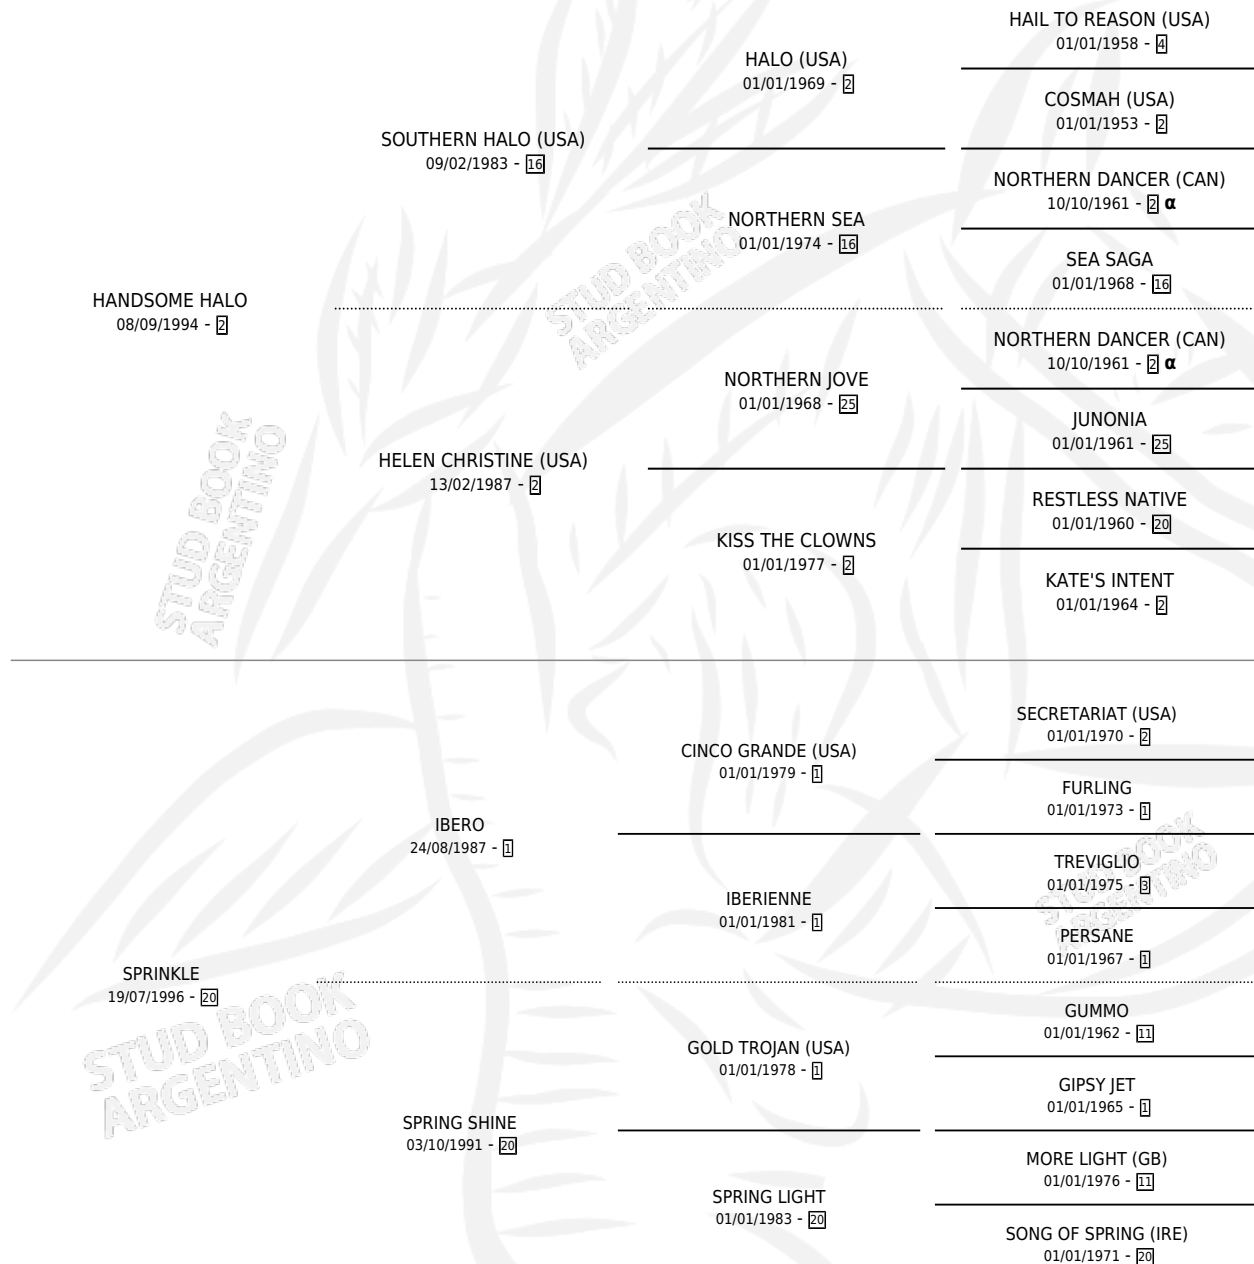 HAIL TO REASON (USA)
01/01/1958 - 4
HALO (USA)
01/01/1969 - 2
COSMAH (USA)
01/01/1953 - 2
SOUTHERN HALO (USA)
09/02/1983 - 16
NORTHERN DANCER (CAN)
10/10/1961 - 2 α
NORTHERN SEA
01/01/1974 - 16
SEA SAGA
01/01/1968 - 16
HANDSOME HALO
08/09/1994 - 2
NORTHERN DANCER (CAN)
10/10/1961 - 2 α
NORTHERN JOVE
01/01/1968 - 25
JUNONIA
01/01/1961 - 25
HELEN CHRISTINE (USA)
13/02/1987 - 2
RESTLESS NATIVE
01/01/1960 - 20
KISS THE CLOWNS
01/01/1977 - 2
KATE'S INTENT
01/01/1964 - 2
SECRETARIAT (USA)
01/01/1970 - 2
CINCO GRANDE (USA)
01/01/1979 - 1
FURLING
01/01/1973 - 1
IBERO
24/08/1987 - 1
TREVIGLIO
01/01/1975 - 3
IBERIENNE
01/01/1981 - 1
PERSANE
01/01/1967 - 1
SPRINKLE
19/07/1996 - 20
GUMMO
01/01/1962 - 11
GOLD TROJAN (USA)
01/01/1978 - 1
GIPSY JET
01/01/1965 - 1
SPRING SHINE
03/10/1991 - 20
MORE LIGHT (GB)
01/01/1976 - 11
SPRING LIGHT
01/01/1983 - 20
SONG OF SPRING (IRE)
01/01/1971 - 20
STUD BOOK
ARGENTINO
STUD BOOK
ARGENTINO
STUD BOOK
ARGENTINO
STUD BOOK
ARGENTINO